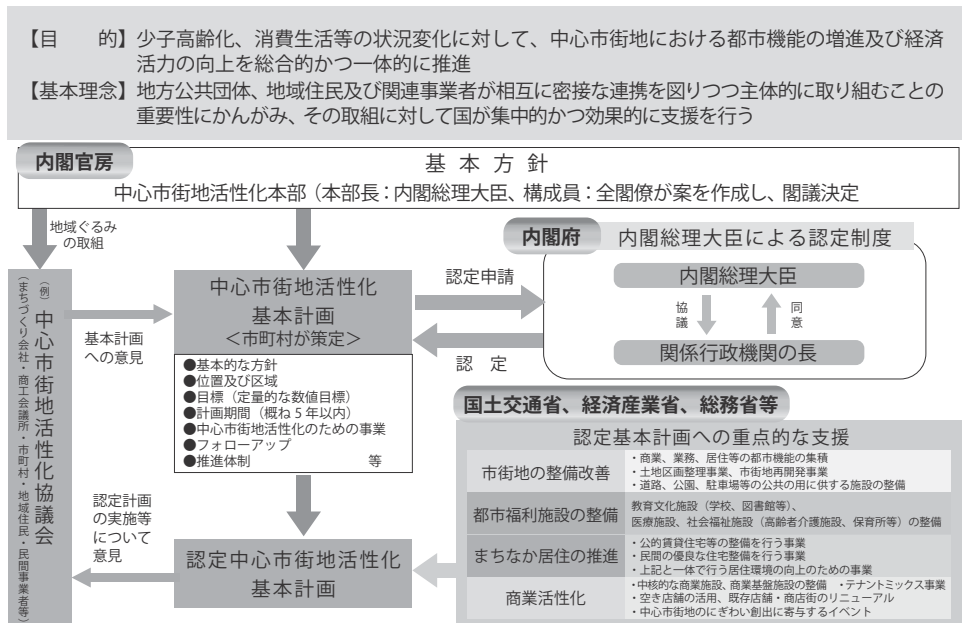 【目　的】少子高齢化、消費生活等の状況変化に対して、中心市街地における都市機能の増進及び経済
活力の向上を総合的かつ一体的に推進
【基本理念】地方公共団体、地域住民及び関連事業者が相互に密接な連携を図りつつ主体的に取り組むことの
重要性にかんがみ、その取組に対して国が集中的かつ効果的に支援を行う
内閣官房
基本方針
中心市街地活性化本部（本部長：内閣総理大臣、構成員：全閣僚が案を作成し、閣議決定
地域ぐるみ
の取組
内閣府
内閣総理大臣による認定制度
内閣総理大臣
協議
同意
関係行政機関の長
認定申請
認　定
中心市街地活性化
基本計画
＜市町村が策定＞
●基本的な方針
●位置及び区域
●目標（定量的な数値目標）
●計画期間（概ね５年以内）
●中心市街地活性化のための事業
●フォローアップ
●推進体制　等
基本計画
への意見
中心市街地活性化協議会
（例）
（まちづくり会社・商工会議所・市町村・地域住民・民間事業者等）
認定計画
の実施等
について
意見
認定中心市街地活性化
基本計画
国土交通省、経済産業省、総務省等
認定基本計画への重点的な支援
市街地の整備改善
・商業、業務、居住等の都市機能の集積
・土地区画整理事業、市街地再開発事業
・道路、公園、駐車場等の公共の用に供する施設の整備
都市福利施設の整備
教育文化施設（学校、図書館等）、
医療施設、社会福祉施設（高齢者介護施設、保育所等）の整備
まちなか居住の推進
・公的賃貸住宅等の整備を行う事業
・民間の優良な住宅整備を行う事業
・上記と一体で行う居住環境の向上のための事業
商業活性化
・中核的な商業施設、商業基盤施設の整備　・テナントミックス事業
・空き店舗の活用、既存店舗・商店街のリニューアル
・中心市街地のにぎわい創出に寄与するイベント